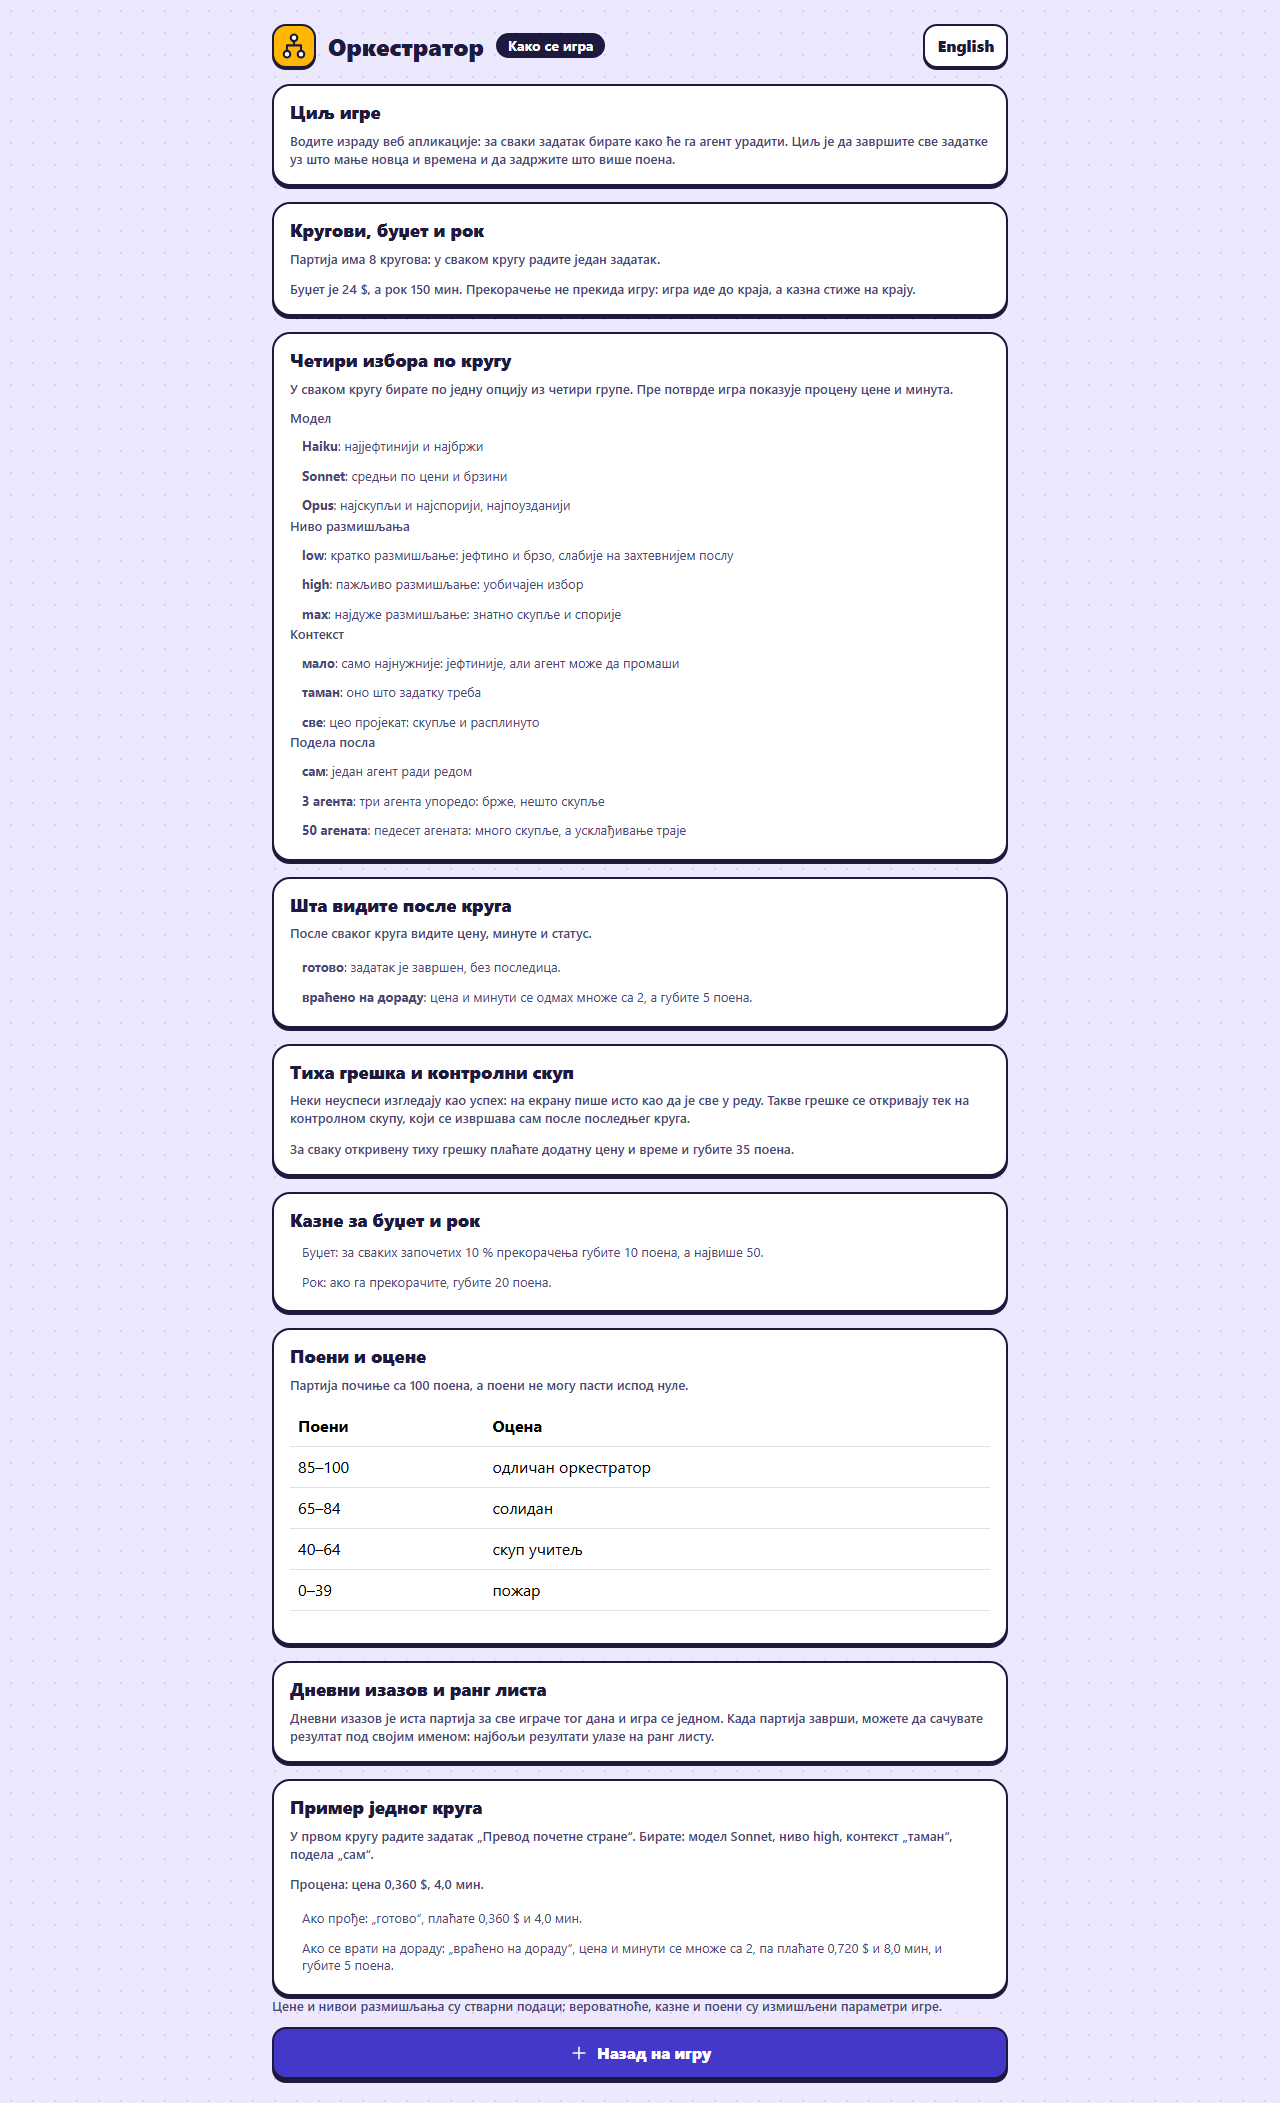 Оркестратор
Како се игра
English
Циљ игре
Водите израду веб апликације: за сваки задатак бирате како ће га агент урадити. Циљ је да завршите све задатке
уз што мање новца и времена и да задржите што више поена.
Кругови, буџет и рок
Партија има 8 кругова: у сваком кругу радите један задатак.
Буџет је 24 $, а рок 150 мин. Прекорачење не прекида игру: игра иде до краја, а казна стиже на крају.
Четири избора по кругу
У сваком кругу бирате по једну опцију из четири групе. Пре потврде игра показује процену цене и минута.
Модел
Haiku: најјефтинији и најбржи
Sonnet: средњи по цени и брзини
Opus: најскупљи и најспорији, најпоузданији
Ниво размишљања
low: кратко размишљање: јефтино и брзо, слабије на захтевнијем послу
high: пажљиво размишљање: уобичајен избор
max: најдуже размишљање: знатно скупље и спорије
Контекст
мало: само најнужније: јефтиније, али агент може да промаши
таман: оно што задатку треба
све: цео пројекат: скупље и расплинуто
Подела посла
сам: један агент ради редом
3 агента: три агента упоредо: брже, нешто скупље
50 агената: педесет агената: много скупље, а усклађивање траје
Шта видите после круга
После сваког круга видите цену, минуте и статус.
готово: задатак је завршен, без последица.
враћено на дораду: цена и минути се одмах множе са 2, а губите 5 поена.
Тиха грешка и контролни скуп
Неки неуспеси изгледају као успех: на екрану пише исто као да је све у реду. Такве грешке се откривају тек на
контролном скупу, који се извршава сам после последњег круга.
За сваку откривену тиху грешку плаћате додатну цену и време и губите 35 поена.
Казне за буџет и рок
Буџет: за сваких започетих 10 % прекорачења губите 10 поена, а највише 50.
Рок: ако га прекорачите, губите 20 поена.
Поени и оцене
Партија почиње са 100 поена, а поени не могу пасти испод нуле.
Поени Оцена
85–100 одличан оркестратор
65–84 солидан
40–64 скуп учитељ
0–39 пожар
Дневни изазов и ранг листа
Дневни изазов је иста партија за све играче тог дана и игра се једном. Када партија заврши, можете да сачувате
резултат под својим именом: најбољи резултати улазе на ранг листу.
Пример једног круга
У првом кругу радите задатак „Превод почетне стране“. Бирате: модел Sonnet, ниво high, контекст „таман“,
подела „сам“.
Процена: цена 0,360 $, 4,0 мин.
Ако прође: „готово“, плаћате 0,360 $ и 4,0 мин.
Ако се врати на дораду: „враћено на дораду“, цена и минути се множе са 2, па плаћате 0,720 $ и 8,0 мин, и
губите 5 поена.
Цене и нивои размишљања су стварни подаци; вероватноће, казне и поени су измишљени параметри игре.
Назад на игру